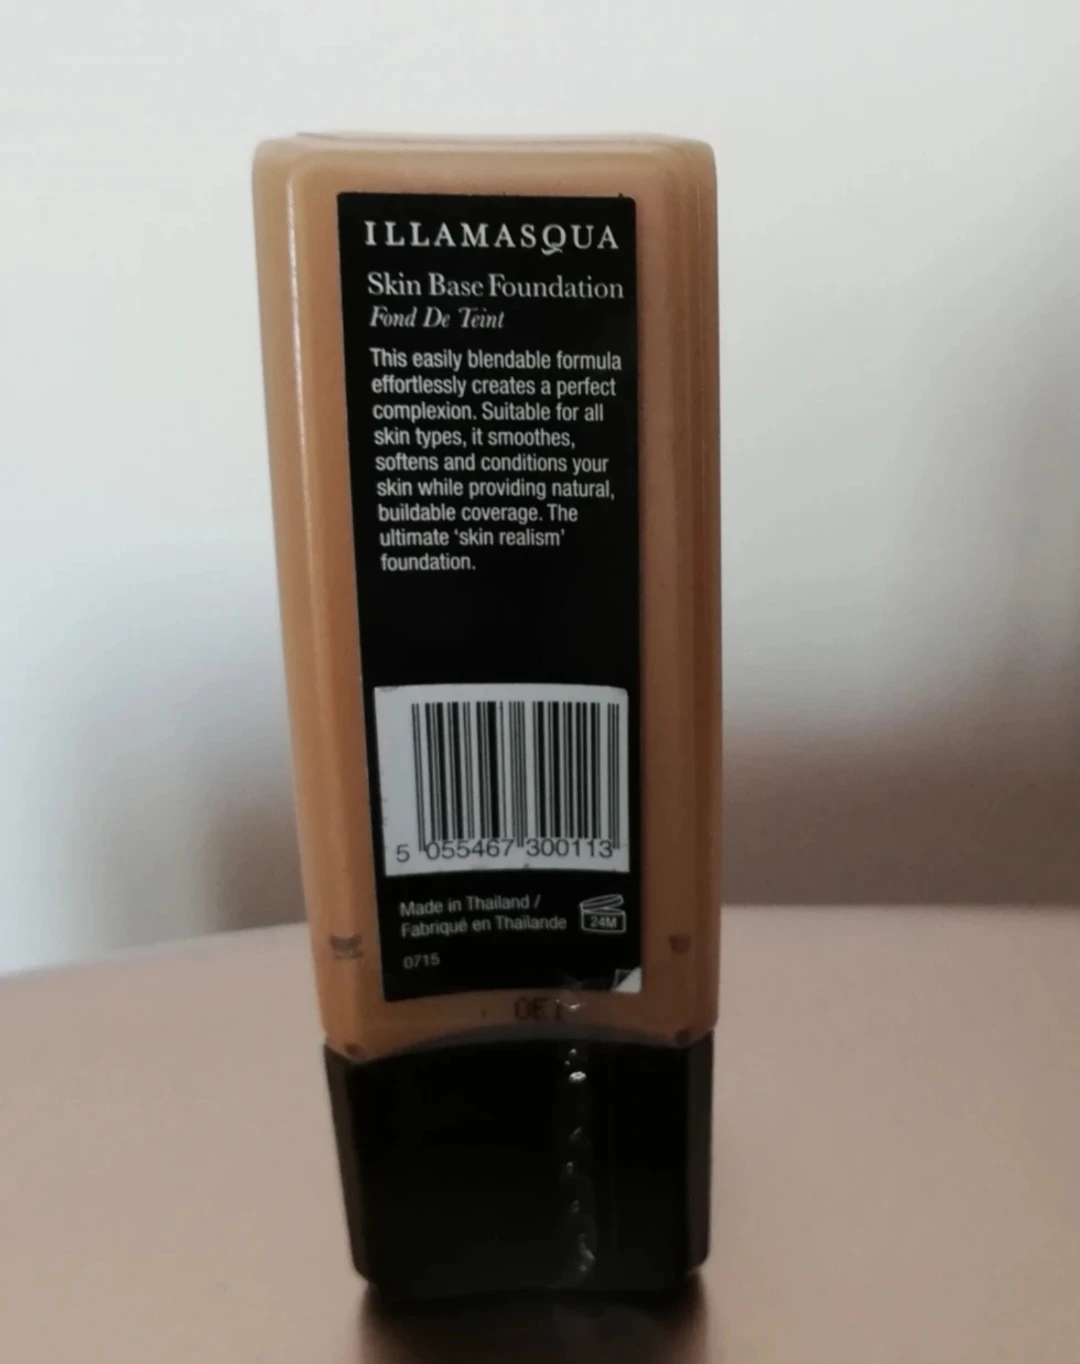 ILLAMASQUA
Skin Base Foundation
Fond De Teint
This easily blendable formula
effortlessly creates a perfect
complexion. Suitable for all
skin types, it smoothes,
softens and conditions your
skin while providing natural,
buildable coverage. The
ultimate ‘skin realism’
foundation.
5 055467 300113
Made in Thailand /
Fabriqué en Thaïlande
24M
0715